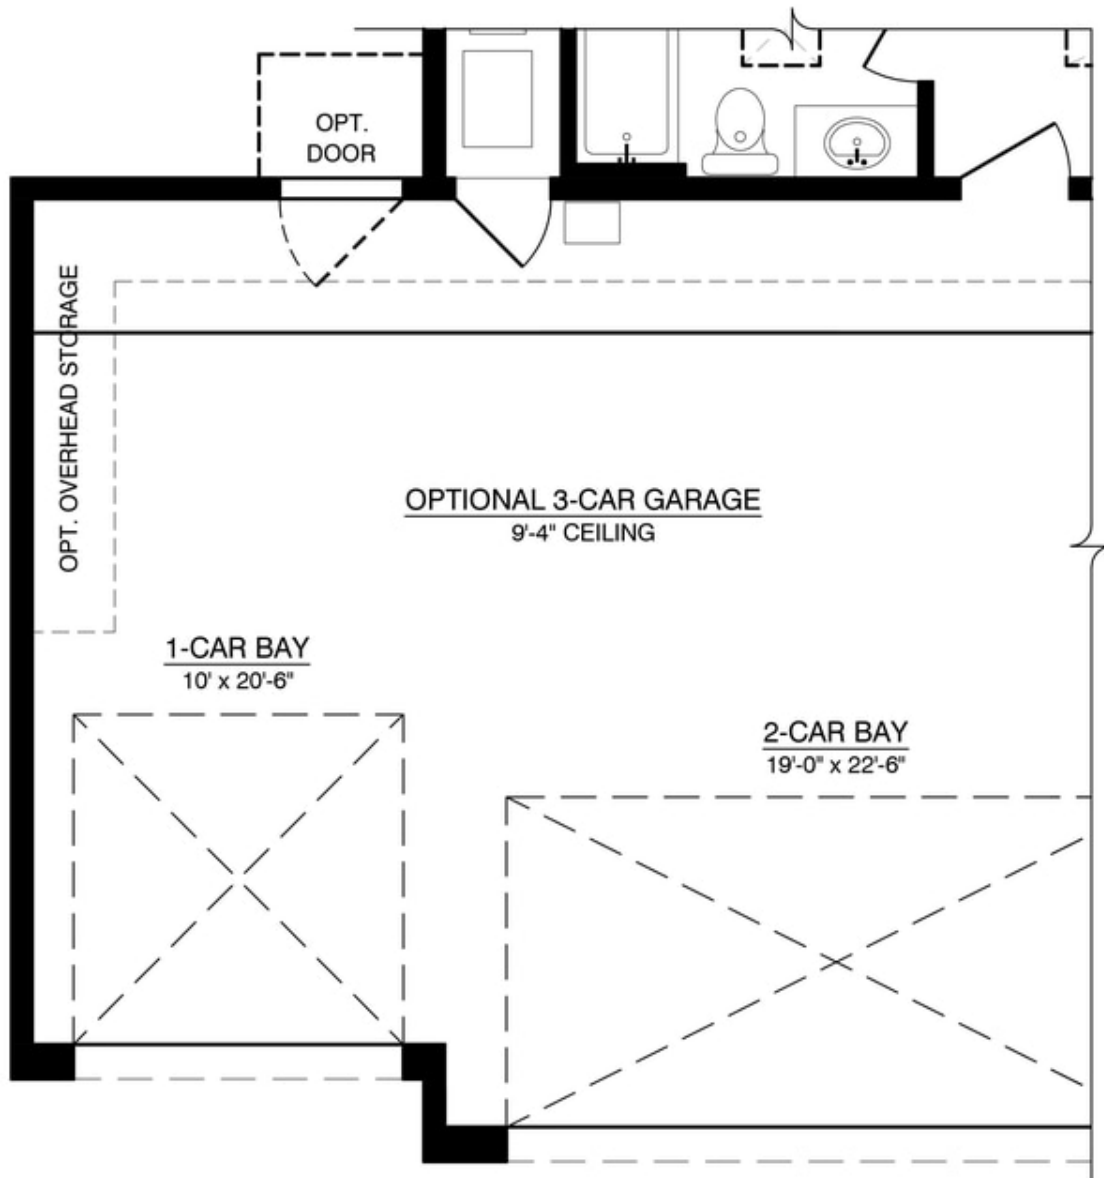 OPT.
DOOR
OPT. OVERHEAD STORAGE
OPTIONAL 3-CAR GARAGE
9'-4" CEILING
1-CAR BAY
10' x 20'-6"
2-CAR BAY
19'-0" x 22'-6"